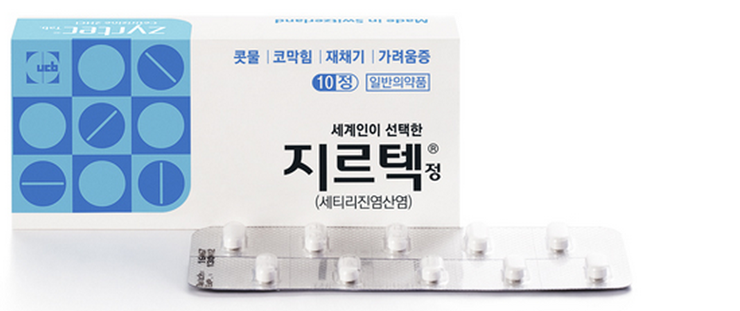 zyrtec tab
Made in Switzerland
ucb
콧물 | 코막힘 | 재채기 | 가려움증
10정 일반의약품
세계인이 선택한
지르텍® 정
(세티리진염산염)